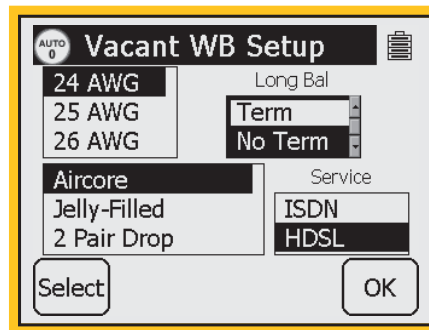 AUTO 0 Vacant WB Setup
24 AWG
25 AWG
26 AWG
Long Bal
Term
No Term
Aircore
Jelly-Filled
2 Pair Drop
Service
ISDN
HDSL
Select
OK